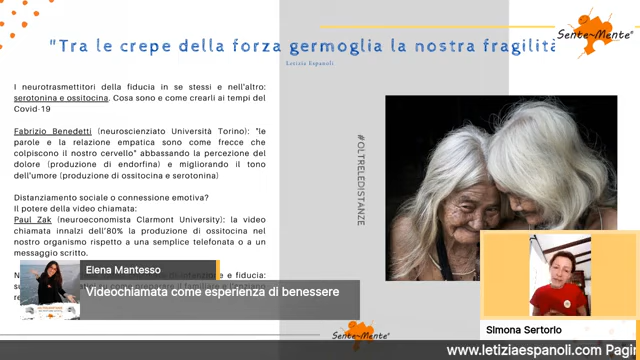 "Tra le crepe della forza germoglia la nostra fragilità
Letizia Espanoli
Sente~Mente®
I neurotrasmettitori della fiducia in se stessi e nell'altro:
serotonina e ossitocina. Cosa sono e come crearli ai tempi del
Covid-19
Fabrizio Benedetti (neuroscienziato Università Torino): "le
parole e la relazione empatica sono come frecce che
colpiscono il nostro cervello" abbassando la percezione del
dolore (produzione di endorfina) e migliorando il tono
dell'umore (produzione di ossitocina e serotonina)
Distanziamento sociale o connessione emotiva?
Il potere della video chiamata:
Paul Zak (neuroeconomista Clarmont University): la video
chiamata innalzi dell'80% la produzione di ossitocina nel
nostro organismo rispetto a una semplice telefonata o a un
messaggio scritto.
e fiducia:
#OLTRELEDISTANZE
Elena Mantesso
Videochiamata come esperienza di benessere
Simona Sertorio
Sente~Mente®
www.letiziaespanoli.com Pagin